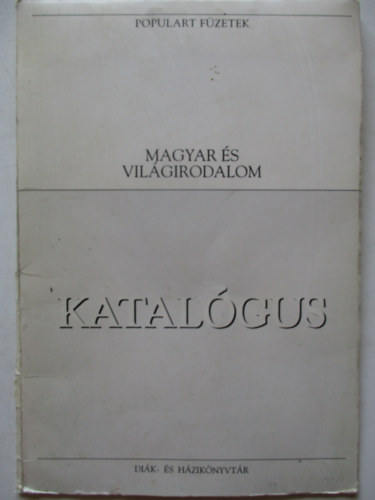 POPULART FÜZETEK
MAGYAR ÉS
VILÁGIRODALOM
KATALÓGUS
DIÁK- ÉS HÁZIKÖNYVTÁR